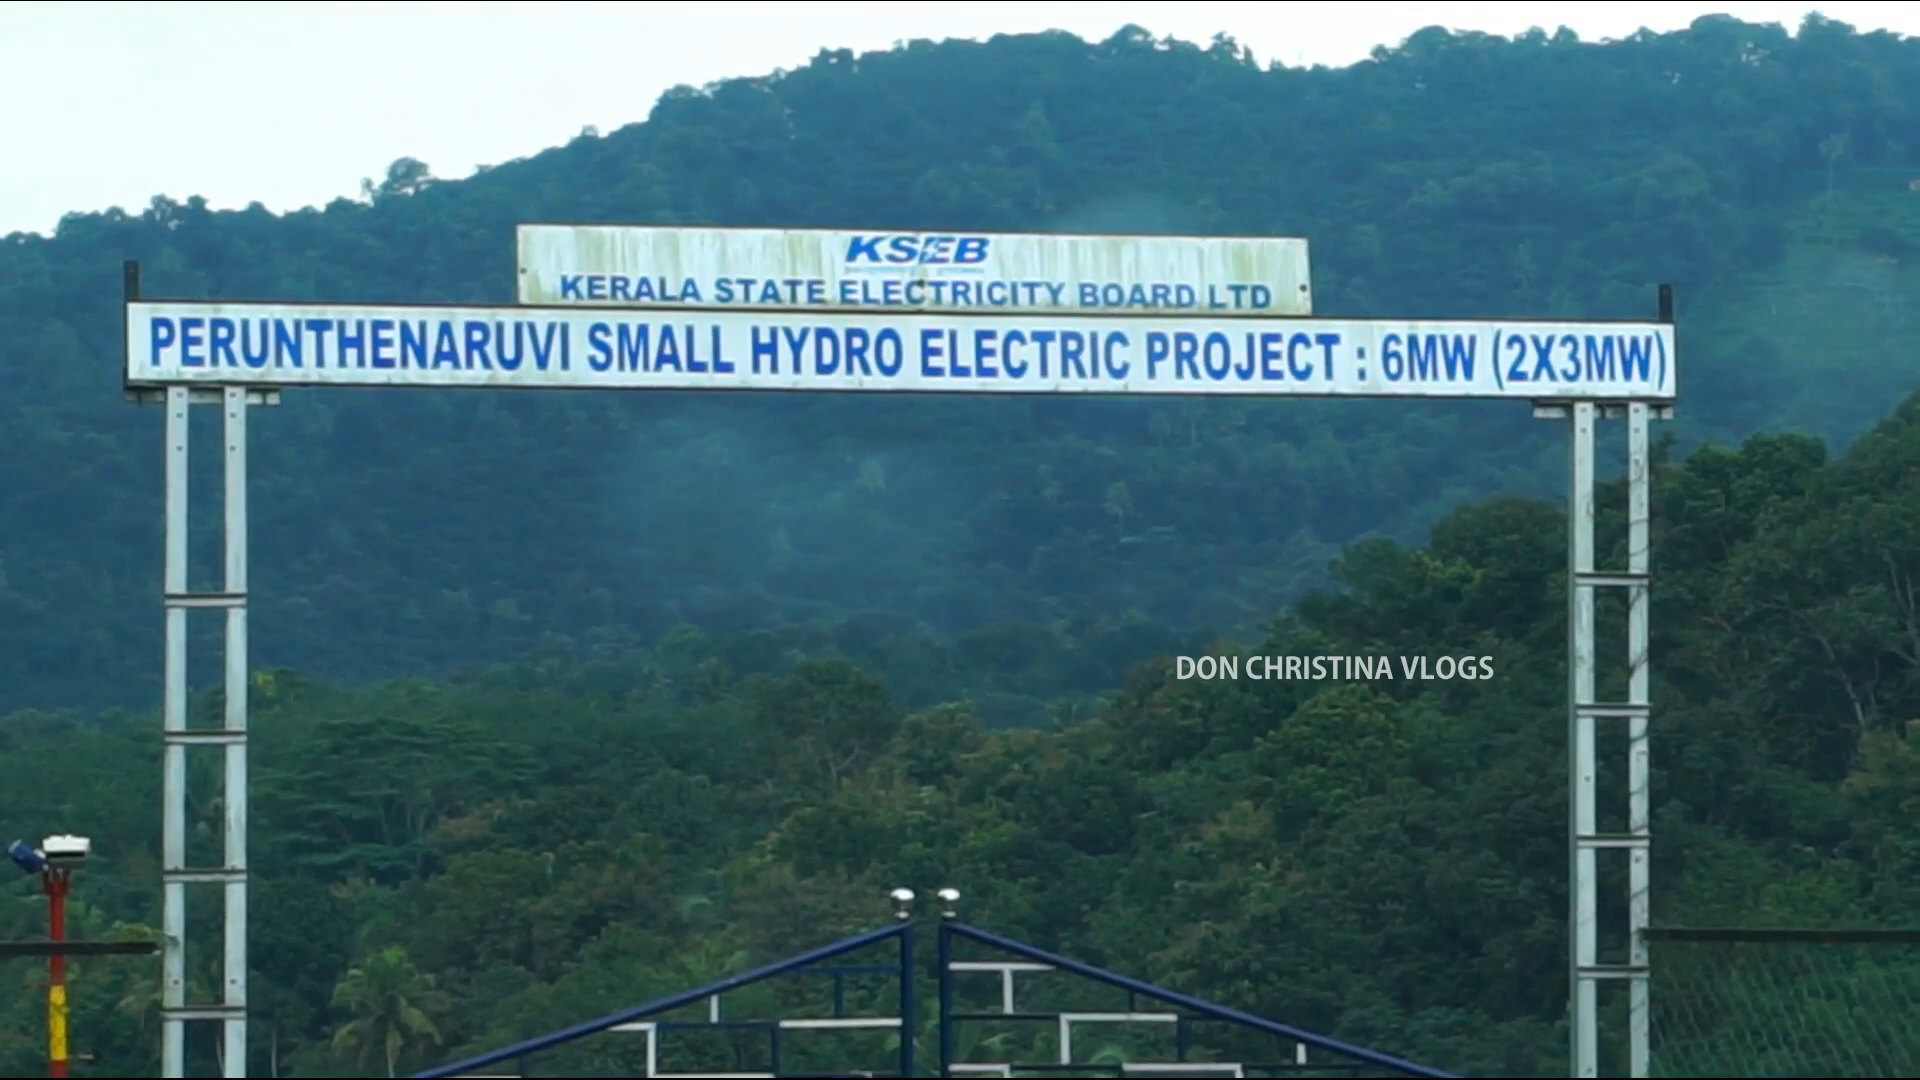 KSEB
KERALA STATE ELECTRICITY BOARD LTD
PERUNTHENARUVI SMALL HYDRO ELECTRIC PROJECT : 6MW (2X3MW)
DON CHRISTINA VLOGS